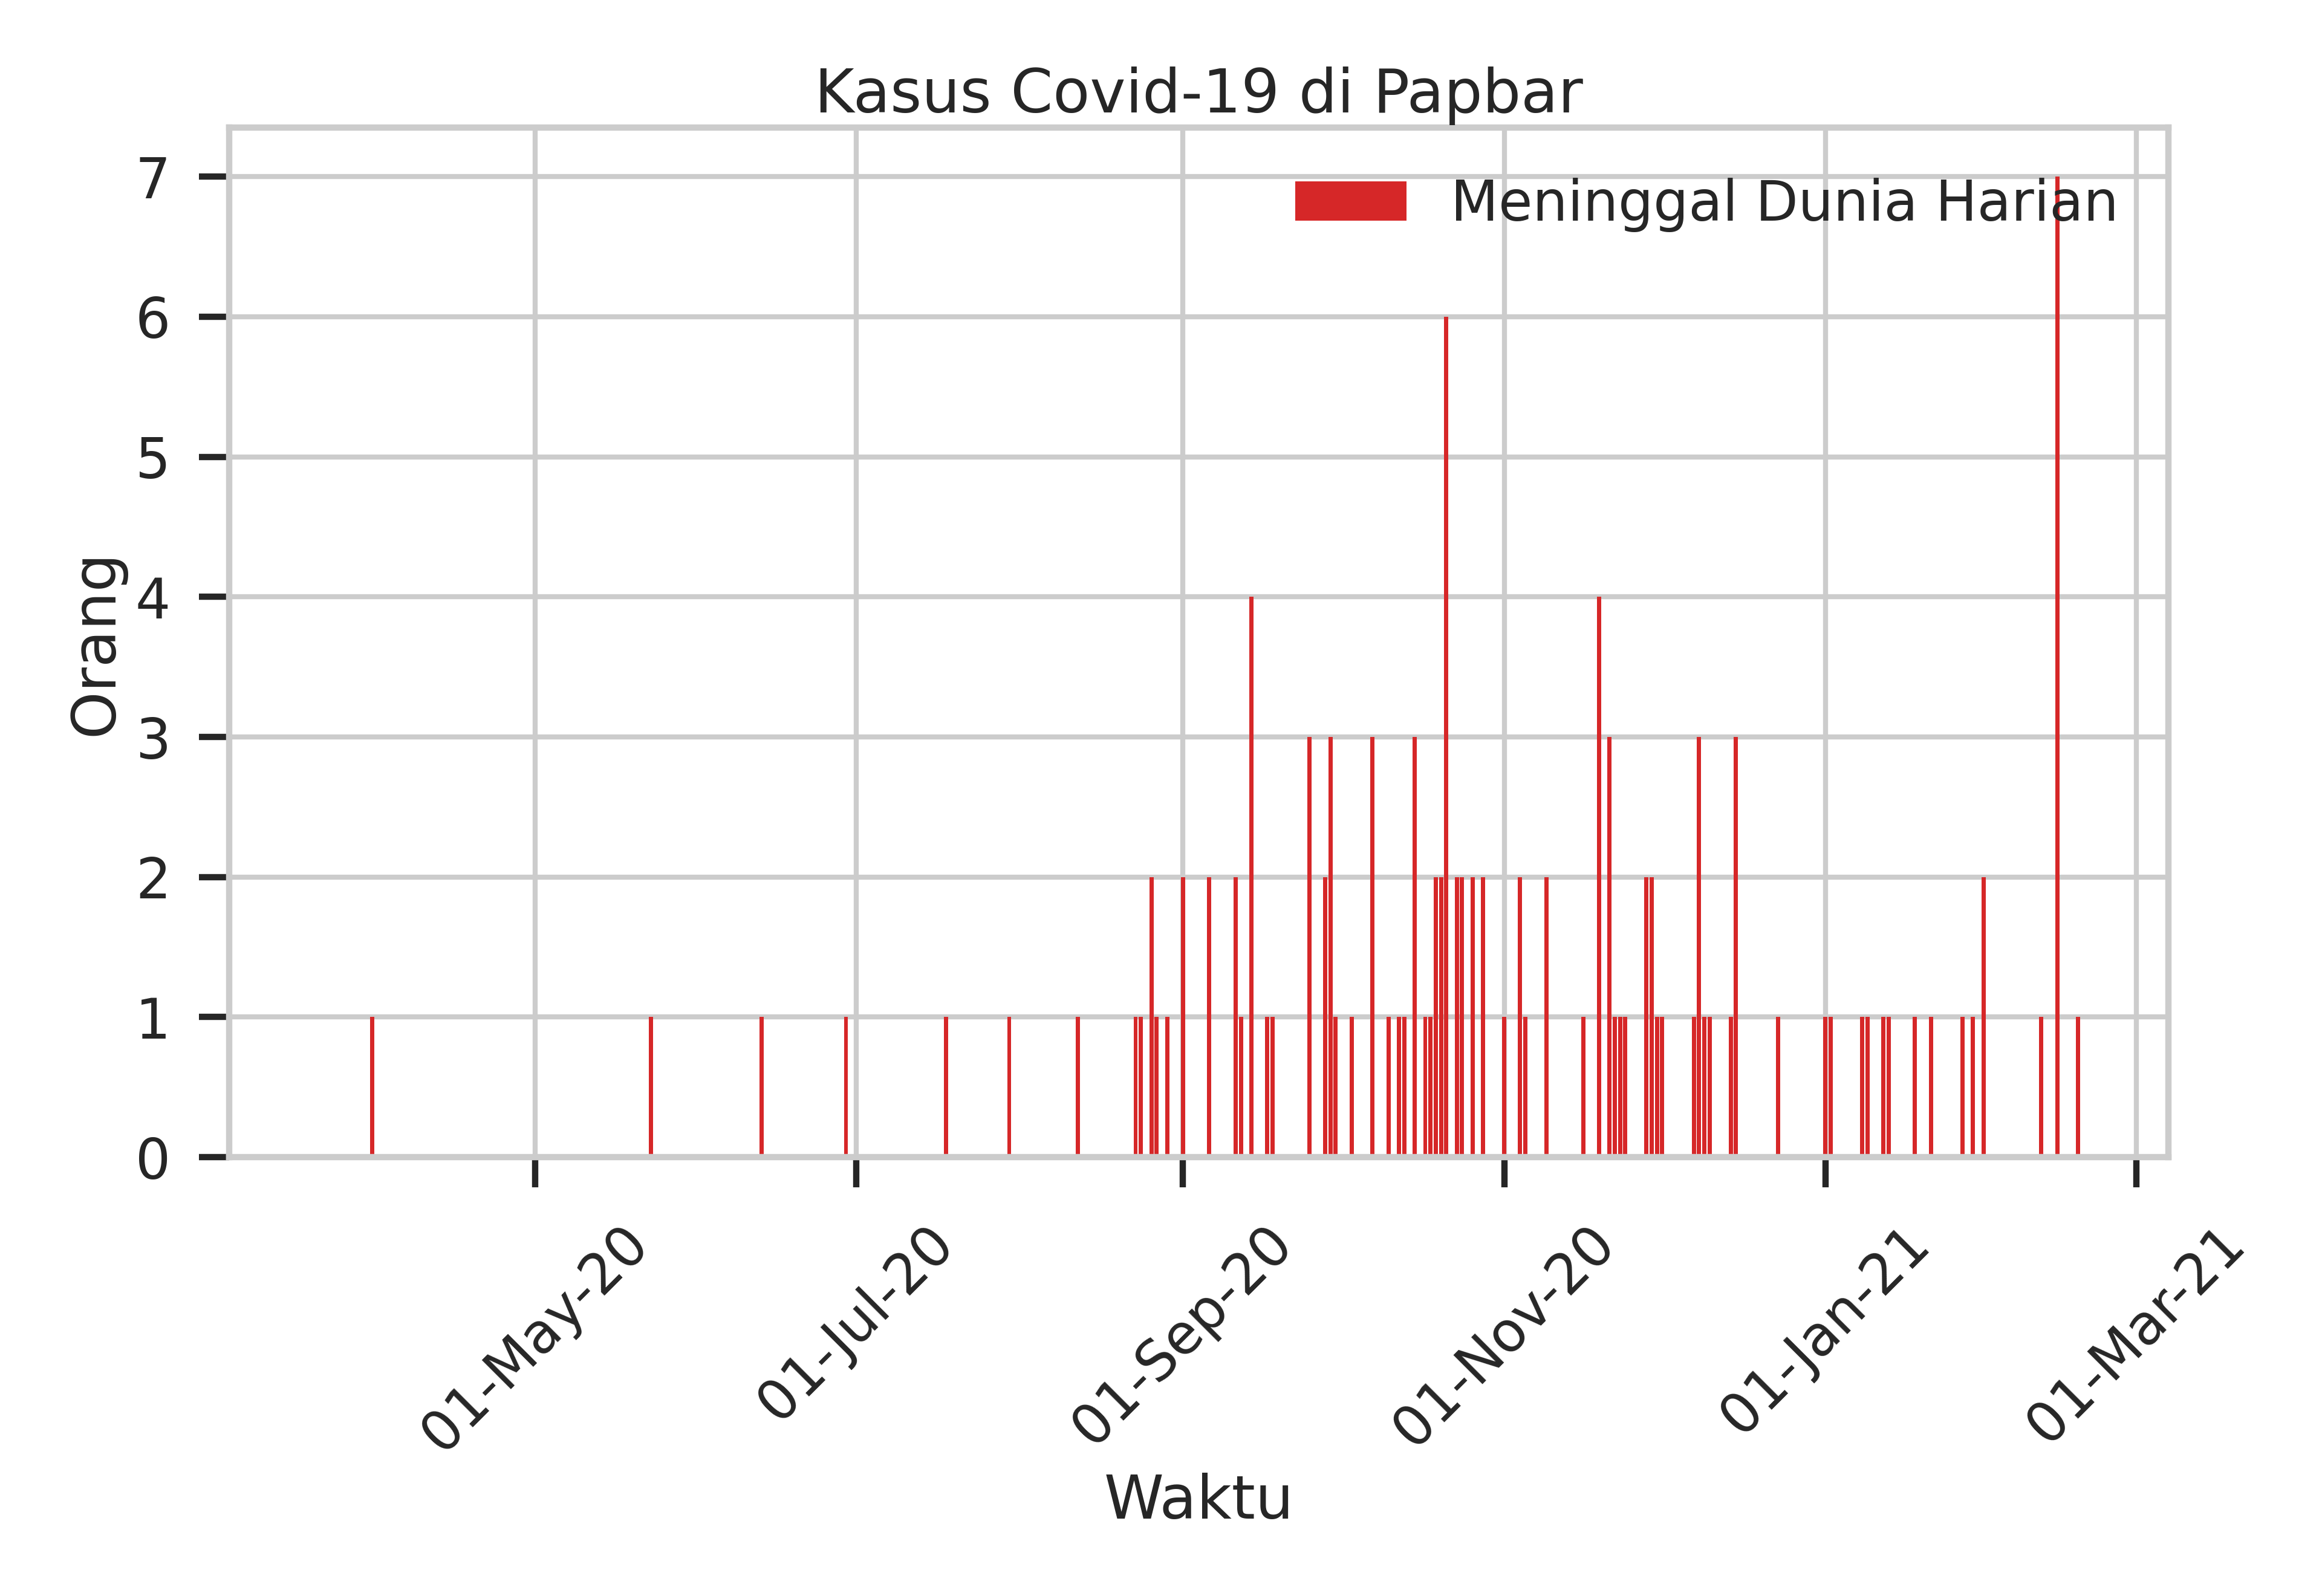 Kasus Covid-19 di Papbar
Meninggal Dunia Harian
7
6
5
4
3
2
1
0
Orang
01-May-20
01-Jul-20
01-Sep-20
01-Nov-20
01-Jan-21
01-Mar-21
Waktu